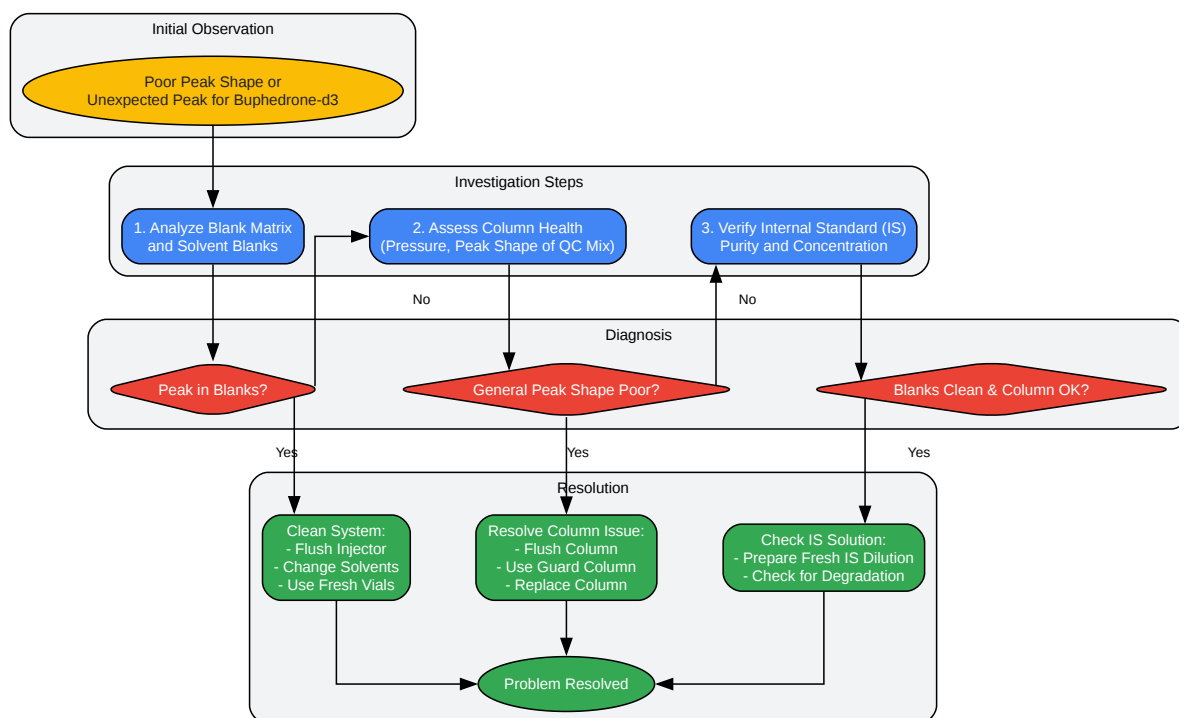 Initial Observation
Poor Peak Shape or
Unexpected Peak for Buphedrone-d3
Investigation Steps
1. Analyze Blank Matrix
and Solvent Blanks
2. Assess Column Health
(Pressure, Peak Shape of QC Mix)
3. Verify Internal Standard (IS)
Purity and Concentration
No
No
Diagnosis
Peak in Blanks?
General Peak Shape Poor?
Blanks Clean & Column OK?
Yes
Yes
Yes
Resolution
Clean System:
- Flush Injector
- Change Solvents
- Use Fresh Vials
Resolve Column Issue:
- Flush Column
- Use Guard Column
- Replace Column
Check IS Solution:
- Prepare Fresh IS Dilution
- Check for Degradation
Problem Resolved